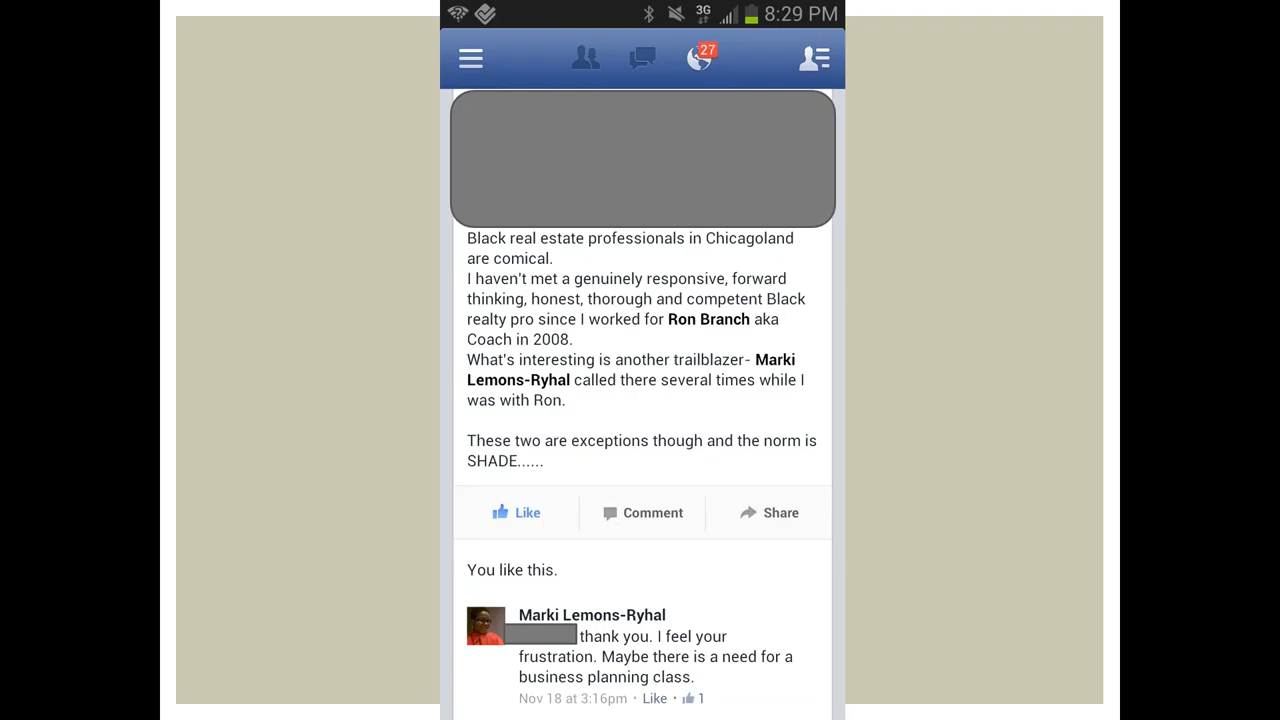 3G 8:29 PM
27
Black real estate professionals in Chicagoland
are comical.
I haven't met a genuinely responsive, forward
thinking, honest, thorough and competent Black
realty pro since I worked for Ron Branch aka
Coach in 2008.
What's interesting is another trailblazer- Marki
Lemons-Ryhal called there several times while I
was with Ron.
These two are exceptions though and the norm is
SHADE......
Like Comment Share
You like this.
Marki Lemons-Ryhal
thank you. I feel your
frustration. Maybe there is a need for a
business planning class.
Nov 18 at 3:16pm · Like · 1